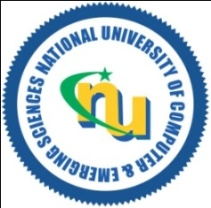 NATIONAL UNIVERSITY OF COMPUTER & EMERGING SCIENCES
nu